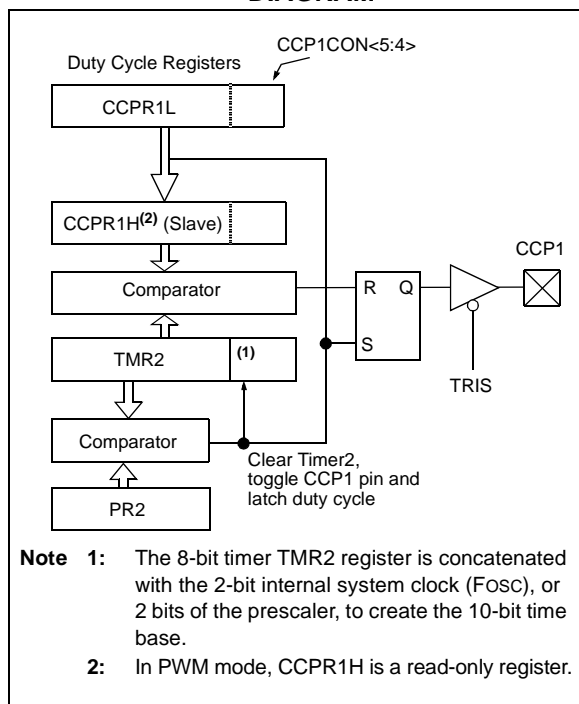 DIAGRAM
CCP1CON<5:4>
Duty Cycle Registers
CCPR1L
CCPR1H(2) (Slave)
CCP1
Comparator
R Q
TMR2 (1)
S
TRIS
Comparator
Clear Timer2,
toggle CCP1 pin and
latch duty cycle
PR2
Note 1: The 8-bit timer TMR2 register is concatenated
with the 2-bit internal system clock (FOSC), or
2 bits of the prescaler, to create the 10-bit time
base.
2: In PWM mode, CCPR1H is a read-only register.